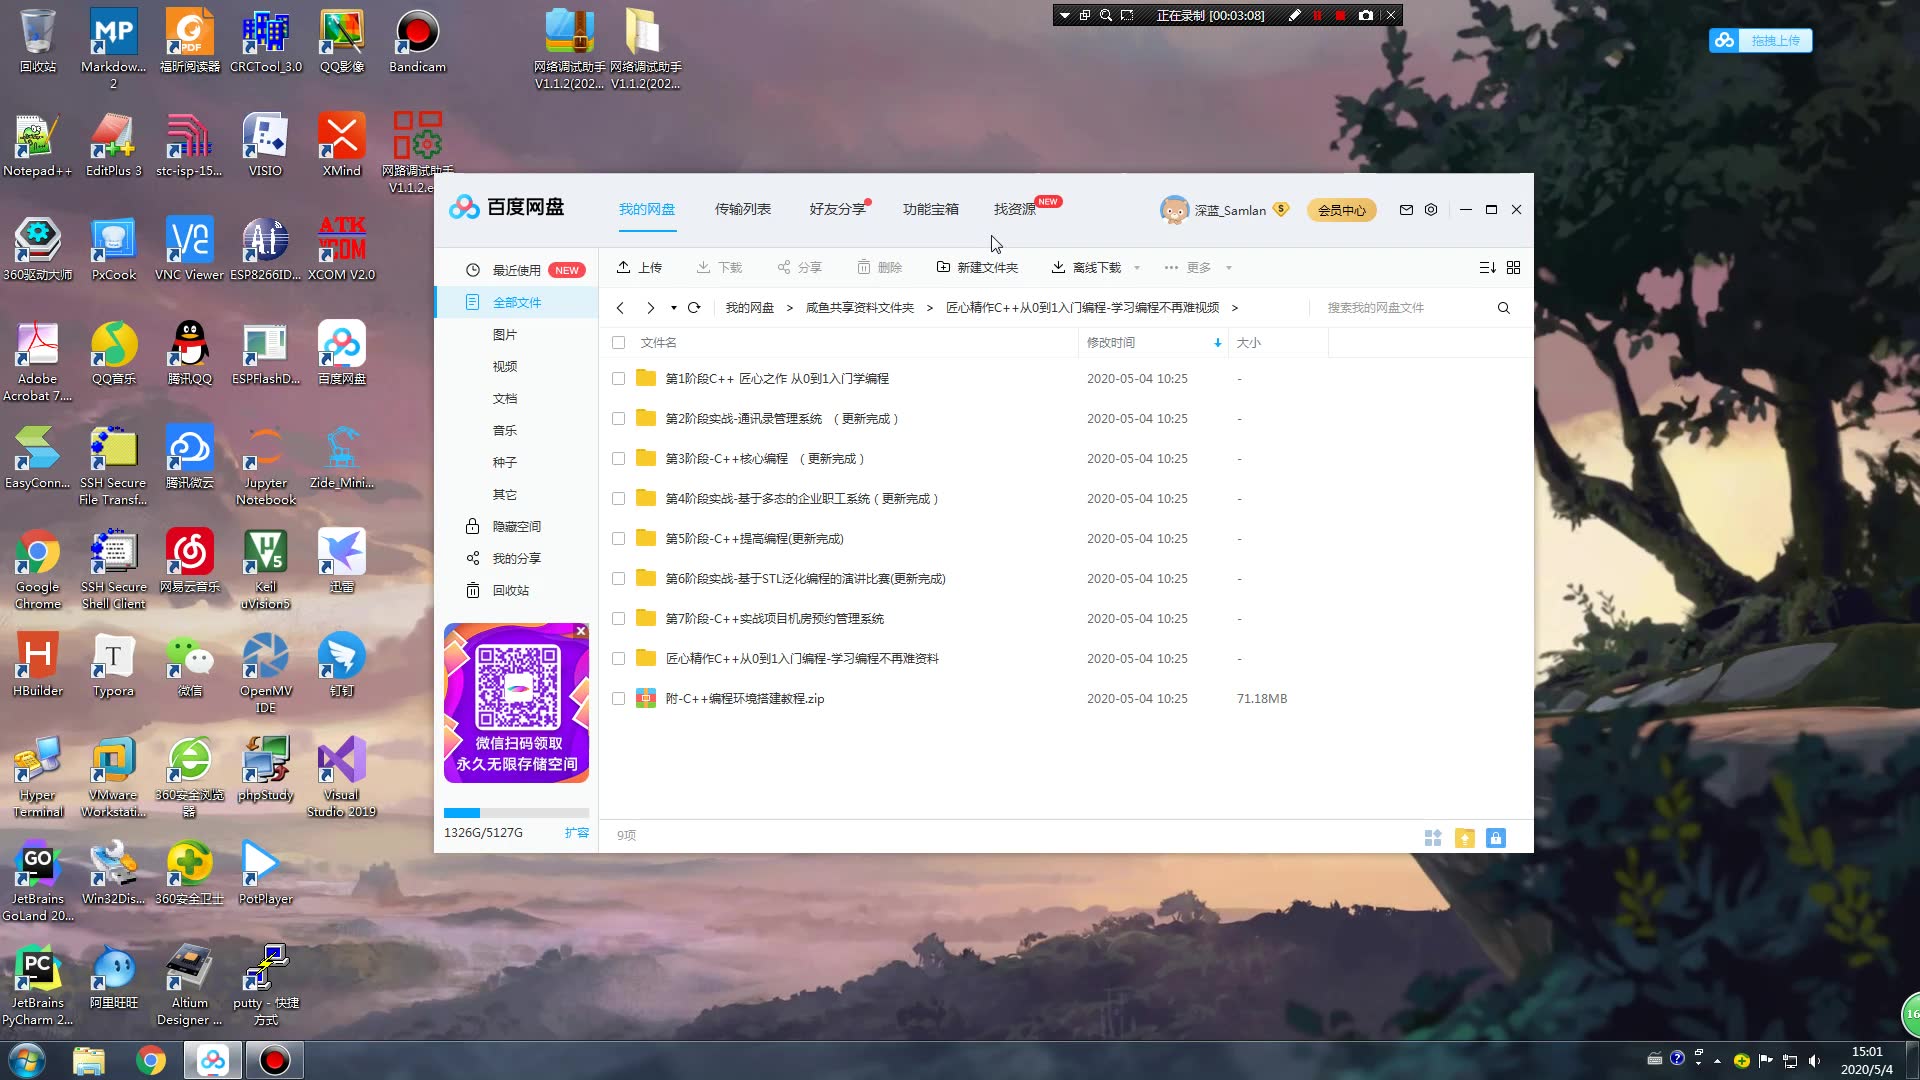 正在录制 [00:03:08]
拖拽上传
回收站
Markdow...
2
福昕阅读器
CRCTool_3.0
QQ影像
Bandicam
网络调试助手
V1.1.2(202...
网络调试助手
V1.1.2(202...
Notepad++
EditPlus 3
stc-isp-15...
VISIO
XMind
网路调试助手
V1.1.2.e
360驱动大师
PxCook
VNC Viewer
ESP8266ID...
ATK
XCOM
XCOM V2.0
Adobe
Acrobat 7....
QQ音乐
腾讯QQ
ESPFlashD...
百度网盘
EasyConn...
SSH Secure
File Transf...
腾讯微云
Jupyter
Notebook
Zide_Mini...
Google
Chrome
SSH Secure
Shell Client
网易云音乐
Keil
uVision5
迅雷
HBuilder
Typora
微信
OpenMV
IDE
钉钉
Hyper
Terminal
VMware
Workstati...
360安全浏览
器
phpStudy
Visual
Studio 2019
JetBrains
GoLand 20...
Win32Dis...
360安全卫士
PotPlayer
JetBrains
PyCharm 2...
阿里旺旺
Altium
Designer ...
putty - 快捷
方式
百度网盘
我的网盘
传输列表
好友分享
功能宝箱
找资源
NEW
深蓝_Samlan
S
会员中心
最近使用
NEW
全部文件
图片
视频
文档
音乐
种子
其它
隐藏空间
我的分享
回收站
微信扫码领取
永久无限存储空间
1326G/5127G
扩容
上传
下载
分享
删除
新建文件夹
离线下载
更多
我的网盘 > 咸鱼共享资料文件夹 > 匠心精作C++从0到1入门编程-学习编程不再难视频 >
搜索我的网盘文件
文件名 修改时间 大小
第1阶段C++ 匠心之作 从0到1入门学编程 2020-05-04 10:25 -
第2阶段实战-通讯录管理系统 （更新完成） 2020-05-04 10:25 -
第3阶段-C++核心编程 （更新完成） 2020-05-04 10:25 -
第4阶段实战-基于多态的企业职工系统（更新完成） 2020-05-04 10:25 -
第5阶段-C++提高编程(更新完成) 2020-05-04 10:25 -
第6阶段实战-基于STL泛化编程的演讲比赛(更新完成) 2020-05-04 10:25 -
第7阶段-C++实战项目机房预约管理系统 2020-05-04 10:25 -
匠心精作C++从0到1入门编程-学习编程不再难资料 2020-05-04 10:25 -
附-C++编程环境搭建教程.zip 2020-05-04 10:25 71.18MB
9项
16
15:01
2020/5/4